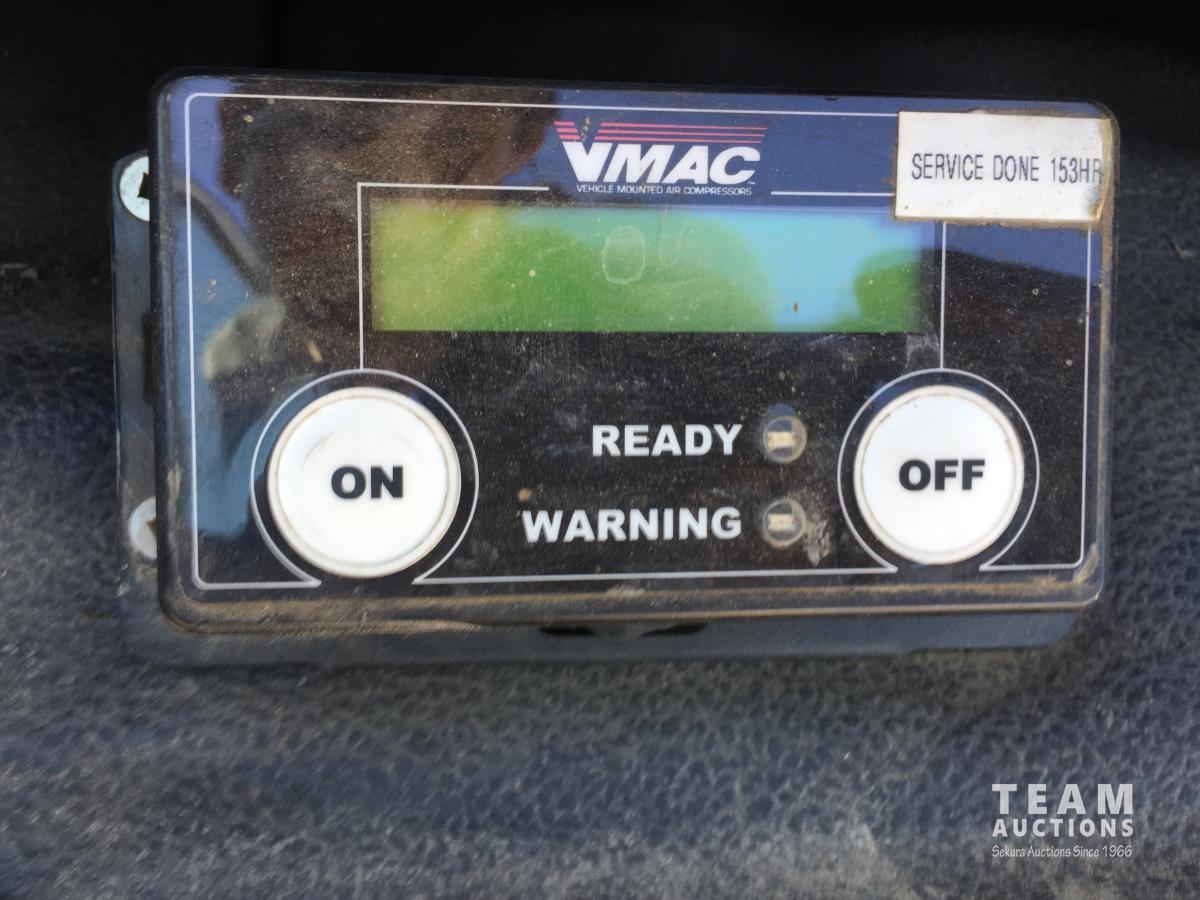 VMAC
VEHICLE MOUNTED AIR COMPRESSORS
SERVICE DONE 153HR
READY
ON
OFF
WARNING
TEAM
AUCTIONS
Sekura Auctions Since 1966